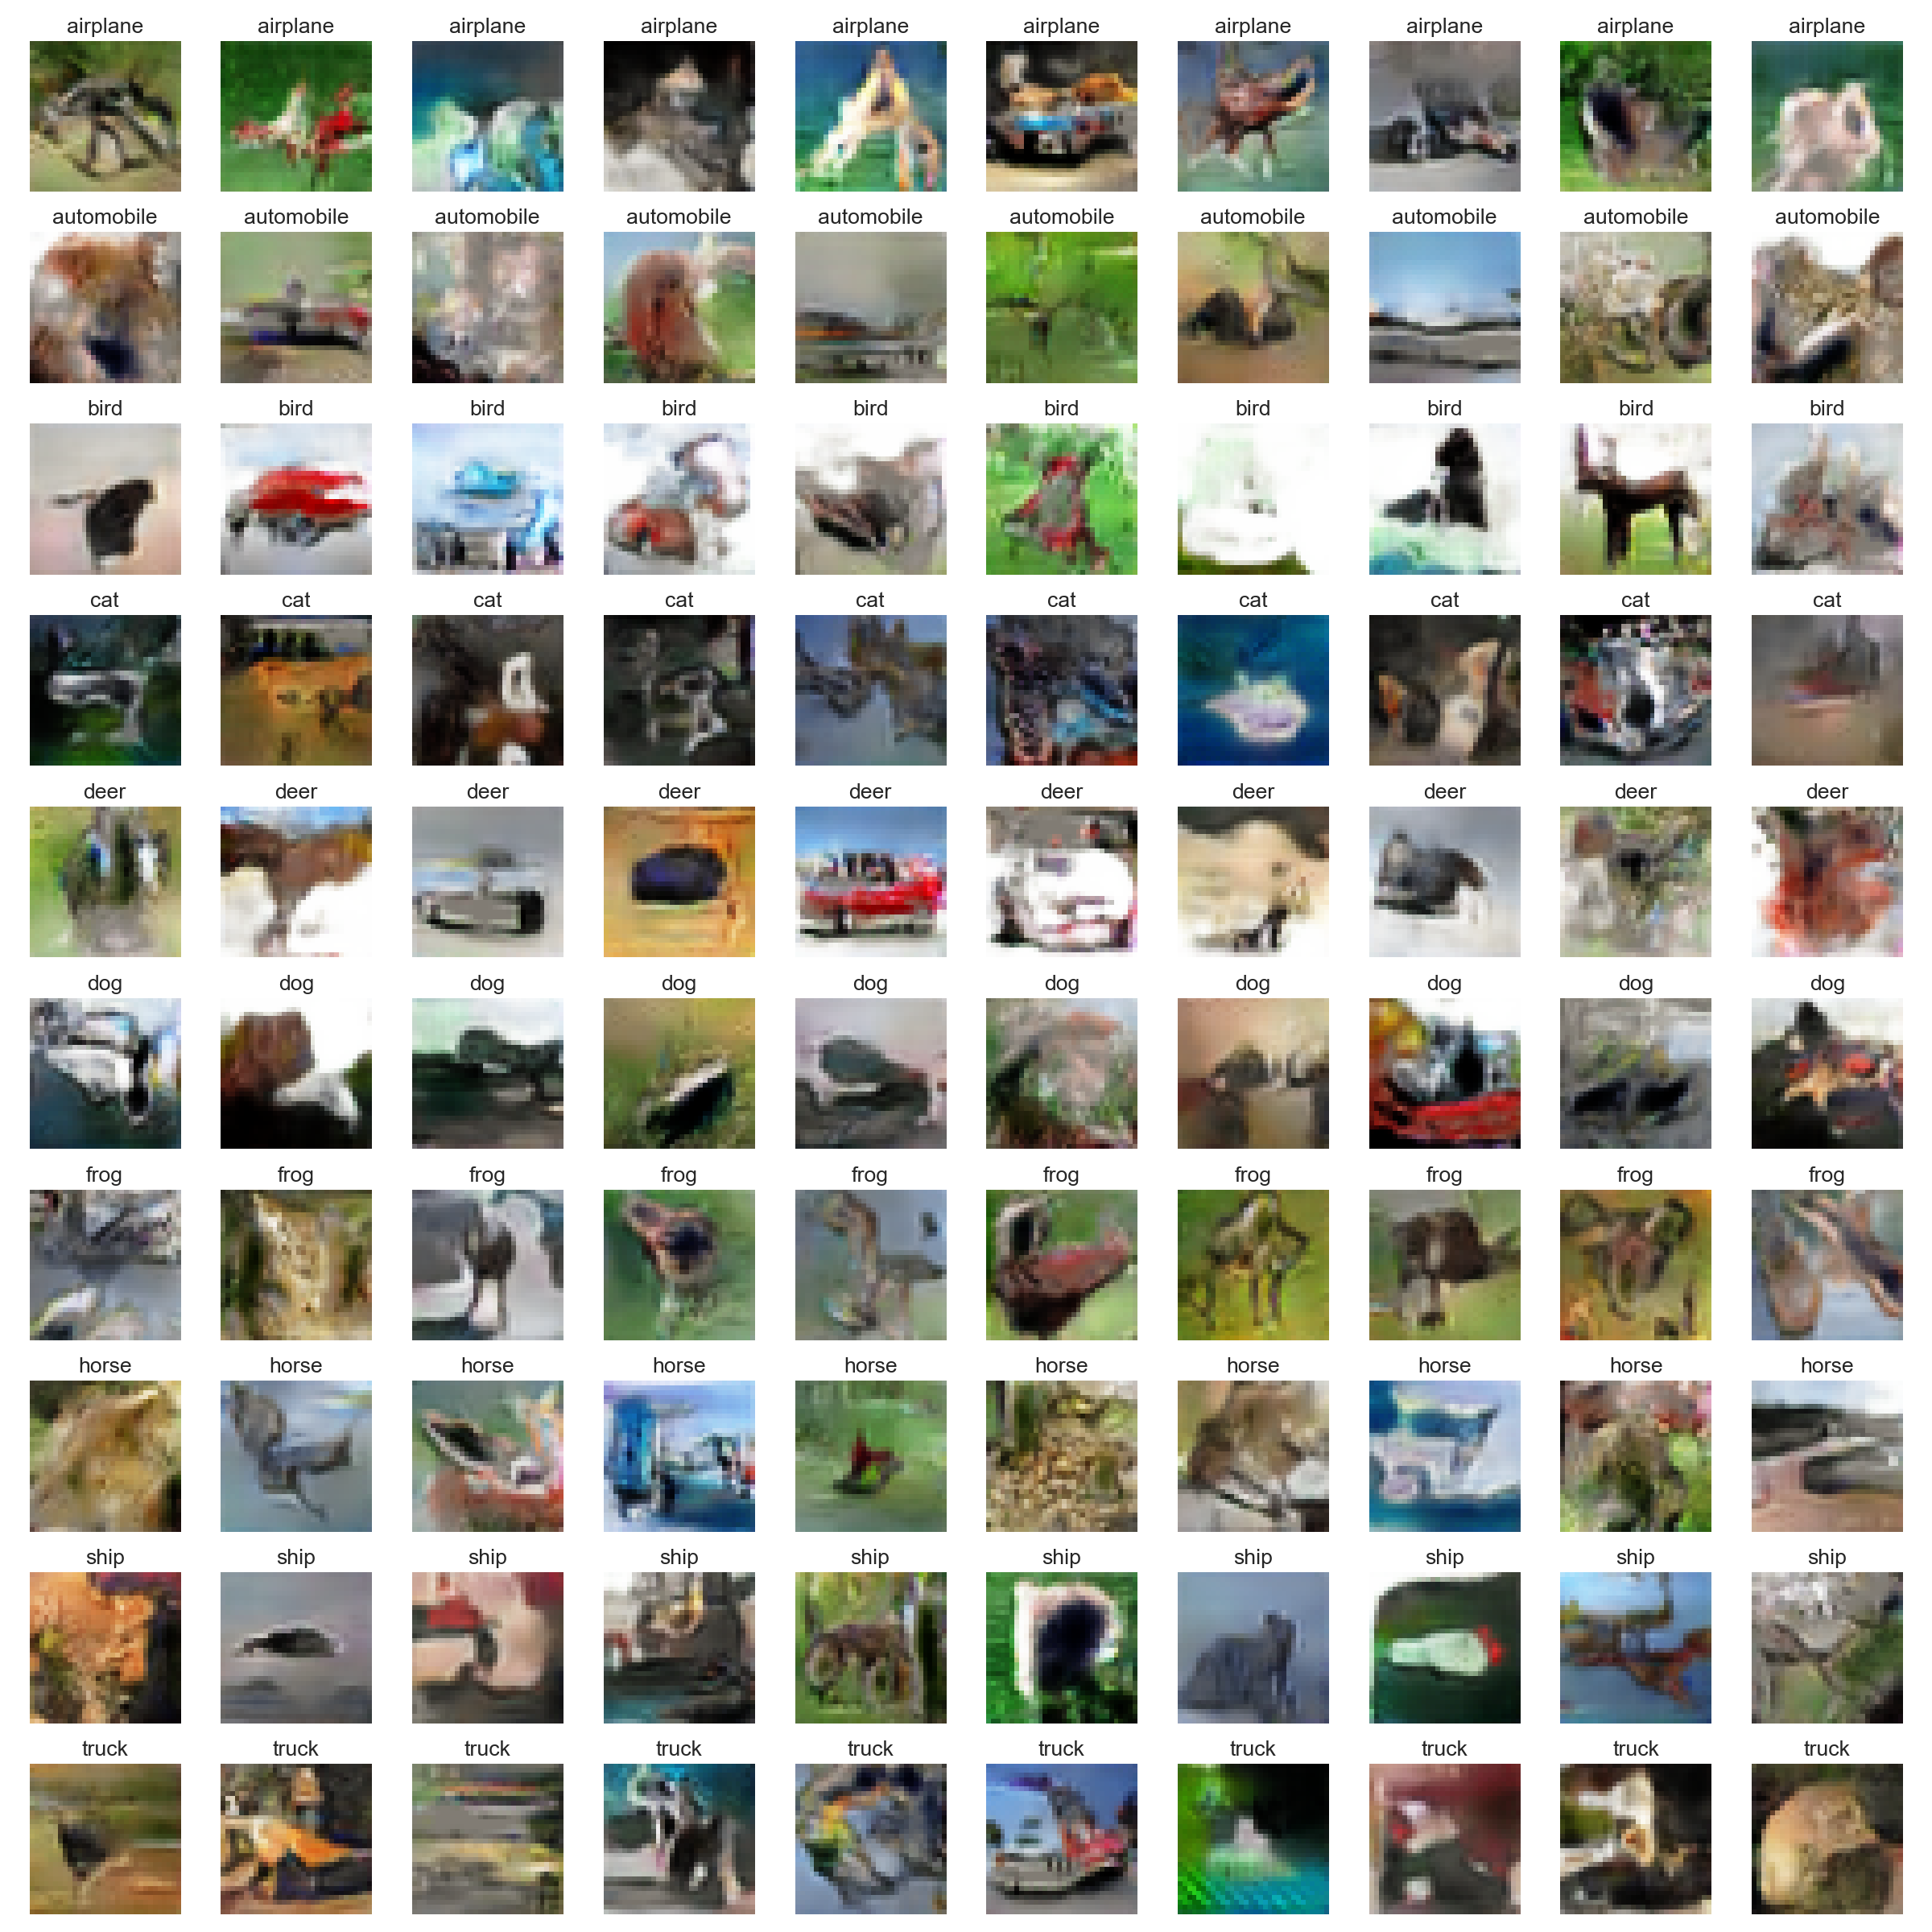 airplane airplane airplane airplane airplane airplane airplane airplane airplane airplane
automobile automobile automobile automobile automobile automobile automobile automobile automobile automobile
bird bird bird bird bird bird bird bird bird bird
cat cat cat cat cat cat cat cat cat cat
deer deer deer deer deer deer deer deer deer deer
dog dog dog dog dog dog dog dog dog dog
frog frog frog frog frog frog frog frog frog frog
horse horse horse horse horse horse horse horse horse horse
ship ship ship ship ship ship ship ship ship ship
truck truck truck truck truck truck truck truck truck truck